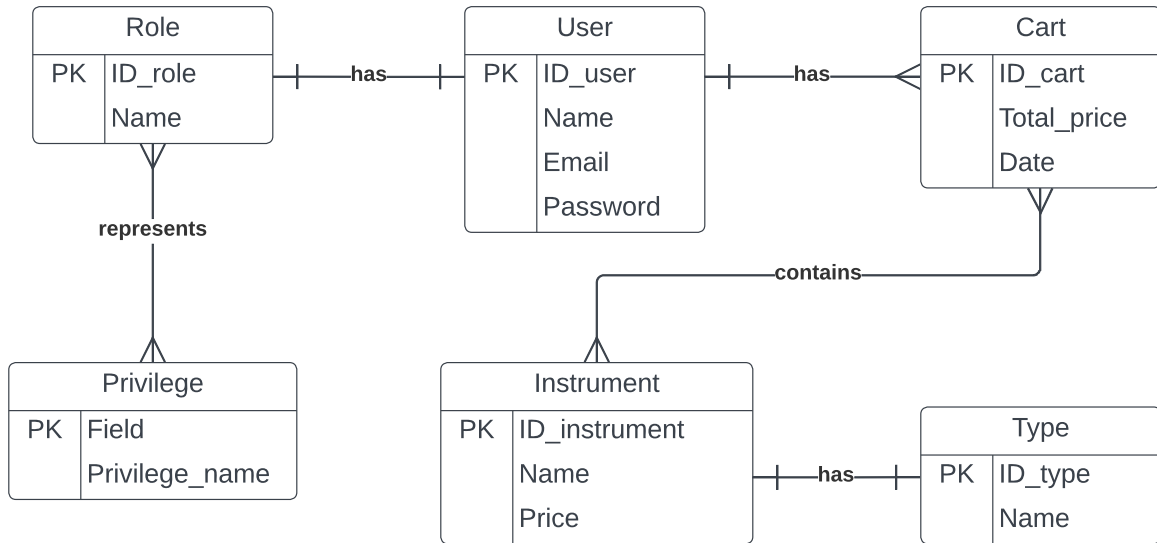 Role
PK ID_role
Name
has
User
PK ID_user
Name
Email
Password
has
Cart
PK ID_cart
Total_price
Date
represents
contains
Privilege
PK Field
Privilege_name
Instrument
PK ID_instrument
Name
Price
has
Type
PK ID_type
Name